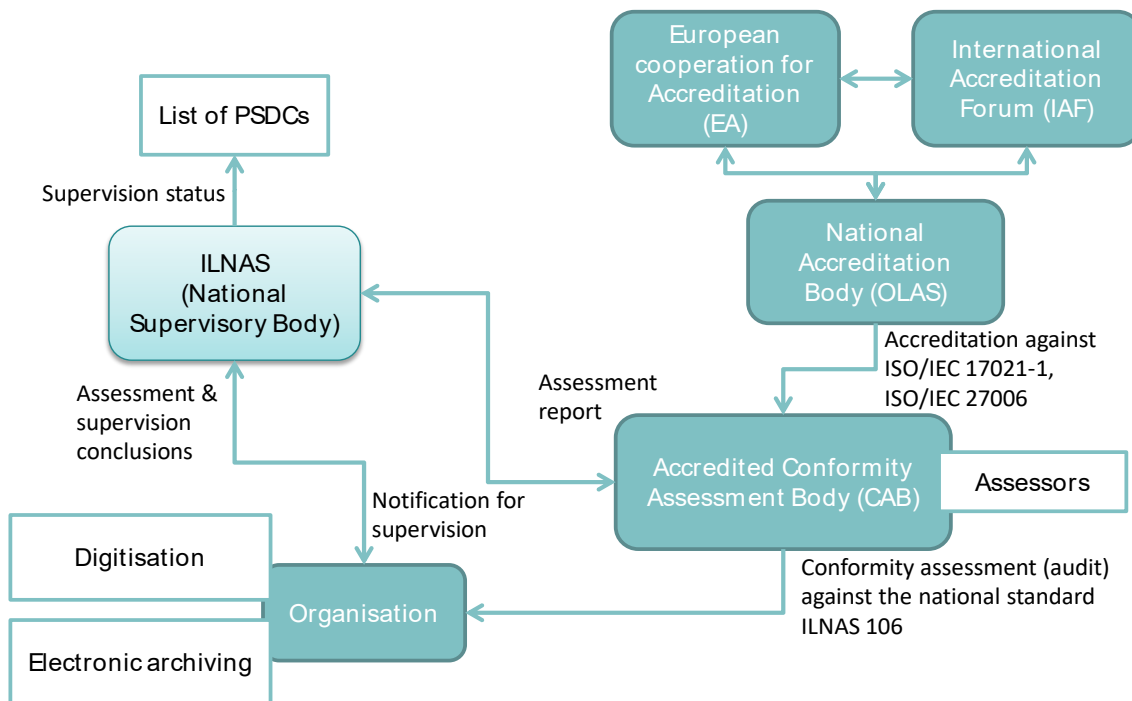 European
cooperation for
Accreditation
(EA)
International
Accreditation
Forum (IAF)
List of PSDCs
Supervision status
National
Accreditation
Body (OLAS)
ILNAS
(National
Supervisory Body)
Accreditation against
ISO/IEC 17021-1,
ISO/IEC 27006
Assessment
report
Assessment &
supervision
conclusions
Accredited Conformity
Assessment Body (CAB)
Assessors
Notification for
supervision
Digitisation
Organisation
Conformity assessment (audit)
against the national standard
ILNAS 106
Electronic archiving